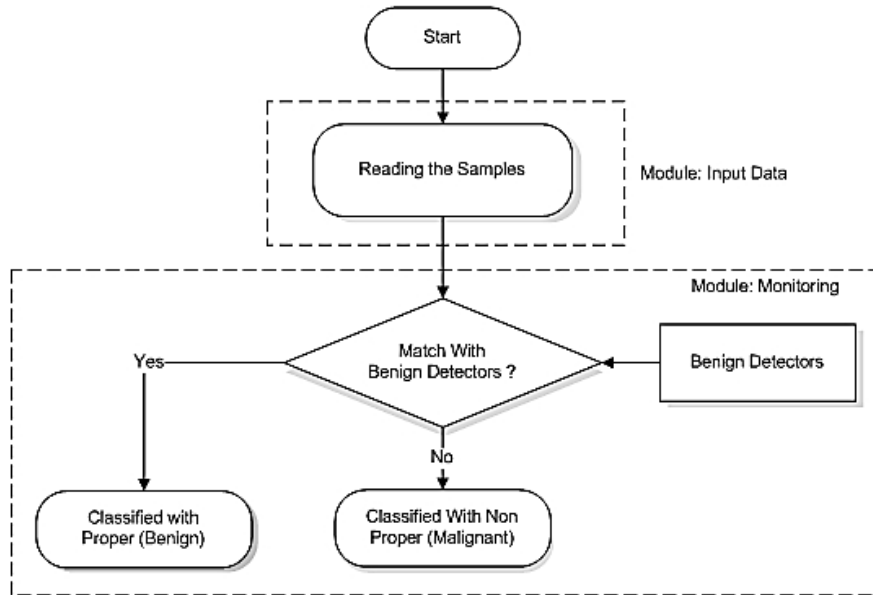 Start
Reading the Samples
Module: Input Data
Module: Monitoring
Match With
Benign Detectors ?
Benign Detectors
Yes
No
Classified with
Proper (Benign)
Classified With Non
Proper (Malignant)